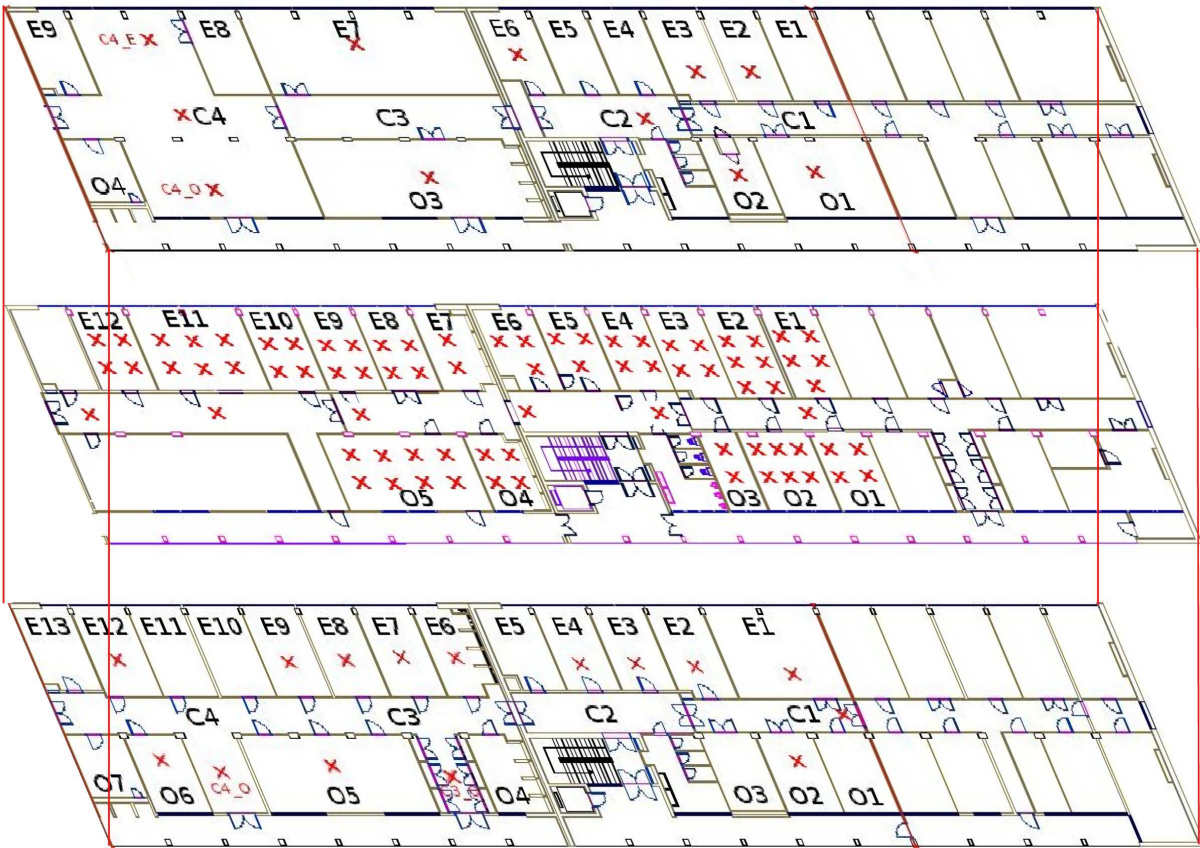 E9 C4_E E8 E7 E6 E5 E4 E3 E2 E1
C4 C3 C2 C1
O4 C4_O O3 O2 O1
E12 E11 E10 E9 E8 E7 E6 E5 E4 E3 E2 E1
O5 O4 O3 O2 O1
E13 E12 E11 E10 E9 E8 E7 E6 E5 E4 E3 E2 E1
C4 C3 C2 C1
O7 O6 C4_O O5 O4 O3 O2 O1